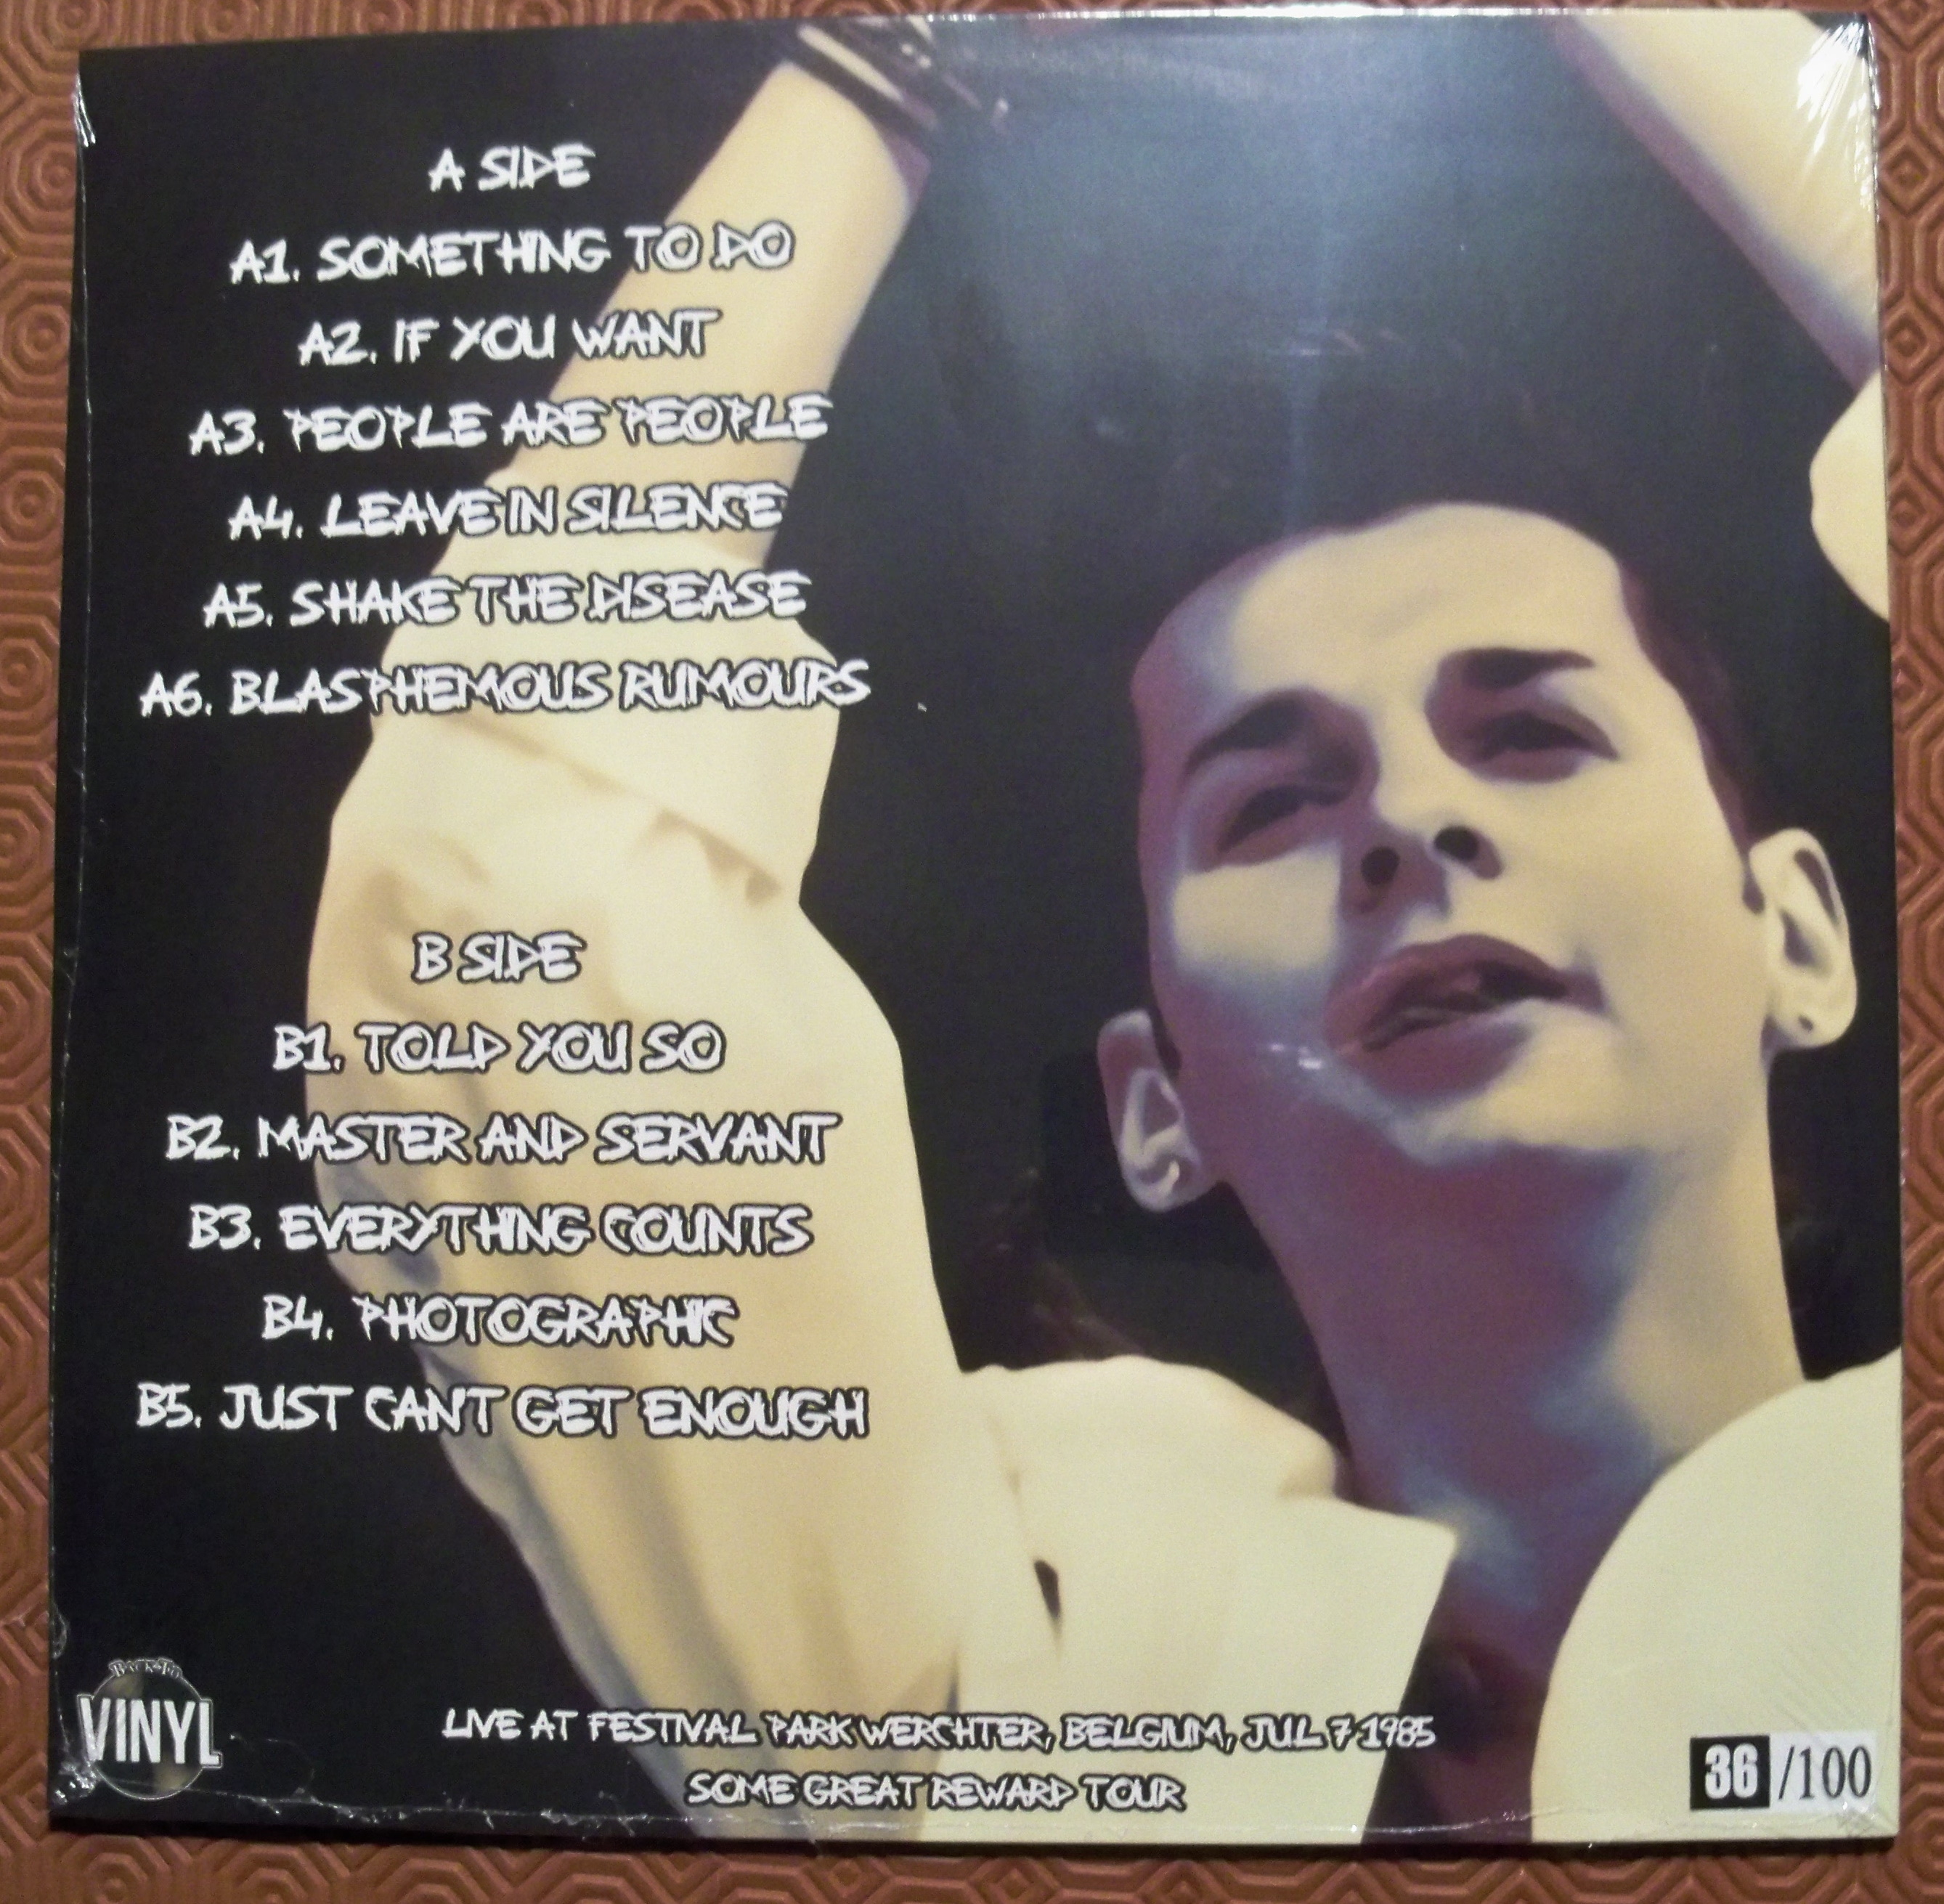 A SIDE
A1. SOMETHING TO DO
A2. IF YOU WANT
A3. PEOPLE ARE PEOPLE
A4. LEAVE IN SILENCE
A5. SHAKE THE DISEASE
A6. BLASPHEMOUS RUMOURS
B SIDE
B1. TOLD YOU SO
B2. MASTER AND SERVANT
B3. EVERYTHING COUNTS
B4. PHOTOGRAPHIC
B5. JUST CAN'T GET ENOUGH
BACK TO
VINYL
LIVE AT FESTIVAL PARK WERCHTER, BELGIUM, JUL 7 1985
SOME GREAT REWARD TOUR
36/100